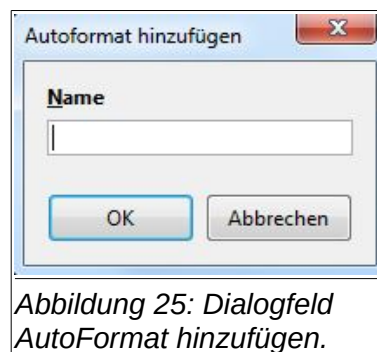 Autoformat hinzufügen
Name
OK
Abbrechen
Abbildung 25: Dialogfeld
AutoFormat hinzufügen.